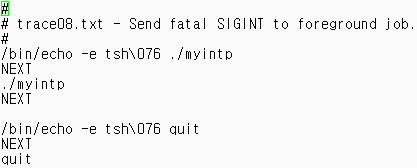 #
# trace08.txt - Send fatal SIGINT to foreground job.
#
/bin/echo -e tsh\076 ./myintp
NEXT
./myintp
NEXT

/bin/echo -e tsh\076 quit
NEXT
quit